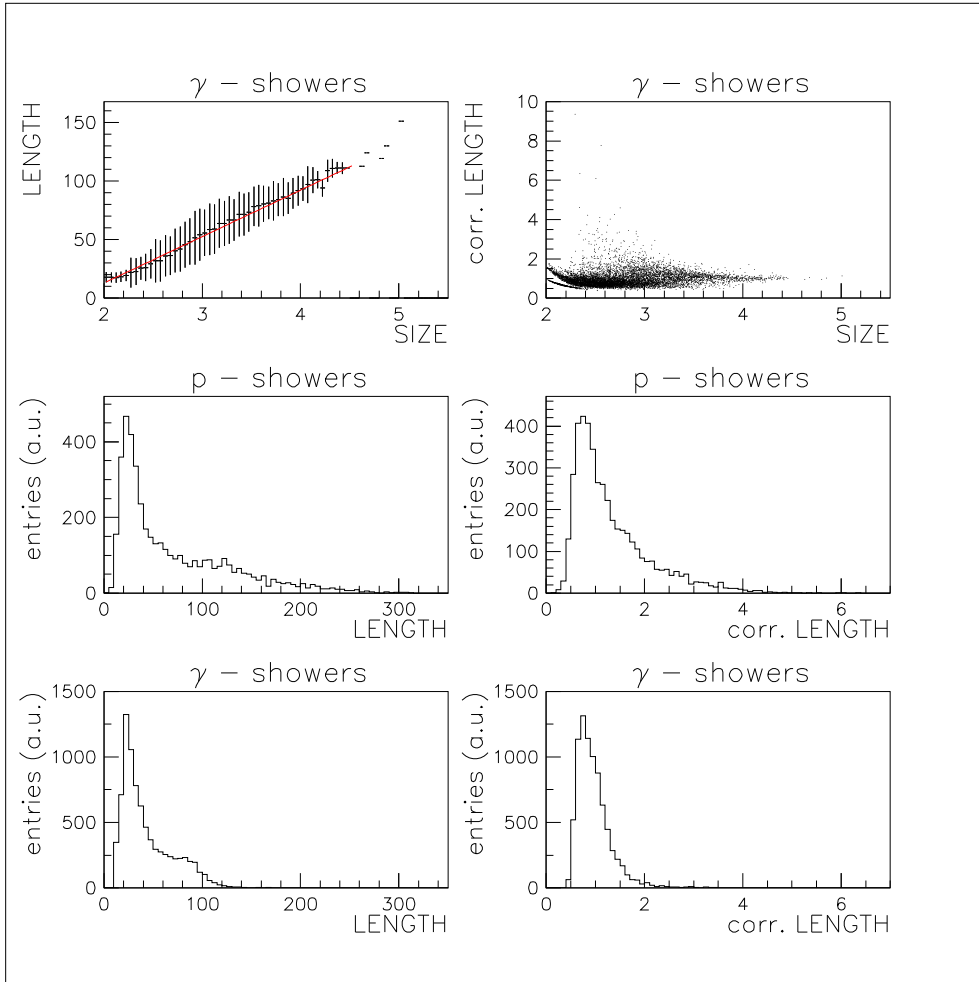 γ – showers
LENGTH
150
100
50
0
2
3
4
5
SIZE
γ – showers
corr. LENGTH
10
8
6
4
2
0
2
3
4
5
SIZE
p – showers
entries (a.u.)
400
200
0
0
100
200
300
LENGTH
p – showers
entries (a.u.)
400
300
200
100
0
0
2
4
6
corr. LENGTH
γ – showers
entries (a.u.)
1500
1000
500
0
0
100
200
300
LENGTH
γ – showers
entries (a.u.)
1500
1000
500
0
0
2
4
6
corr. LENGTH